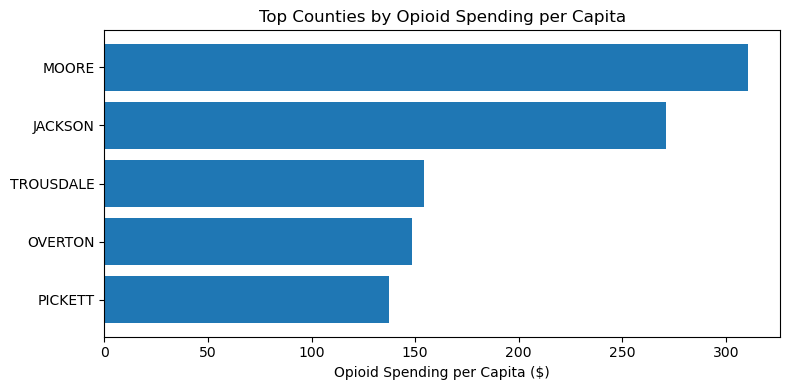 Top Counties by Opioid Spending per Capita
MOORE
JACKSON
TROUSDALE
OVERTON
PICKETT
0 50 100 150 200 250 300
Opioid Spending per Capita ($)